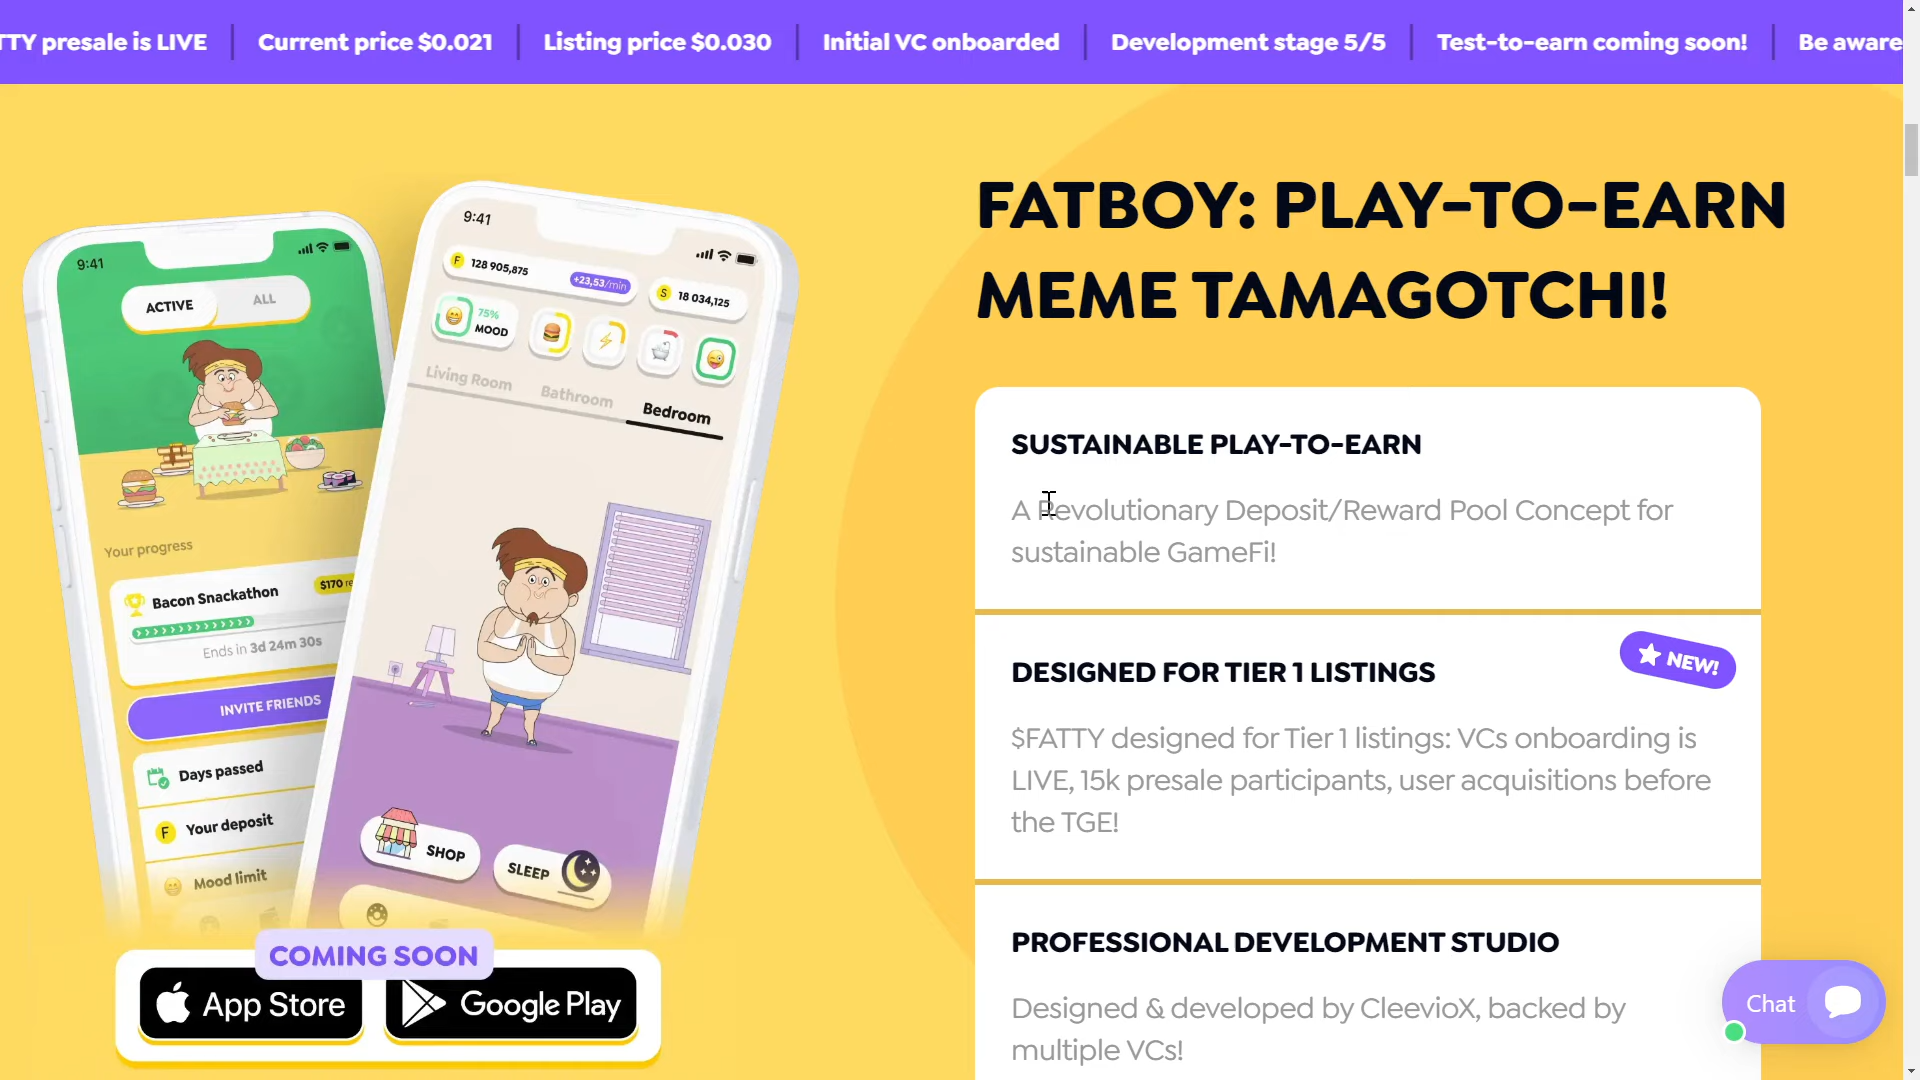 TTY presale is LIVE
Current price $0.021
Listing price $0.030
Initial VC onboarded
Development stage 5/5
Test-to-earn coming soon!
Be aware
9:41
ACTIVE
ALL
Your progress
Bacon Snackathon
$170 re
Ends in 3d 24m 30s
INVITE FRIENDS
Days passed
F
Your deposit
Mood limit
9:41
F 128 905,875
+23,53/min
S 18 034,125
75%
MOOD
Living Room
Bathroom
Bedroom
SHOP
SLEEP
COMING SOON
App Store
Google Play
FATBOY: PLAY-TO-EARN
MEME TAMAGOTCHI!
SUSTAINABLE PLAY-TO-EARN
A Revolutionary Deposit/Reward Pool Concept for
sustainable GameFi!
NEW!
DESIGNED FOR TIER 1 LISTINGS
$FATTY designed for Tier 1 listings: VCs onboarding is
LIVE, 15k presale participants, user acquisitions before
the TGE!
PROFESSIONAL DEVELOPMENT STUDIO
Designed & developed by CleevioX, backed by
multiple VCs!
Chat